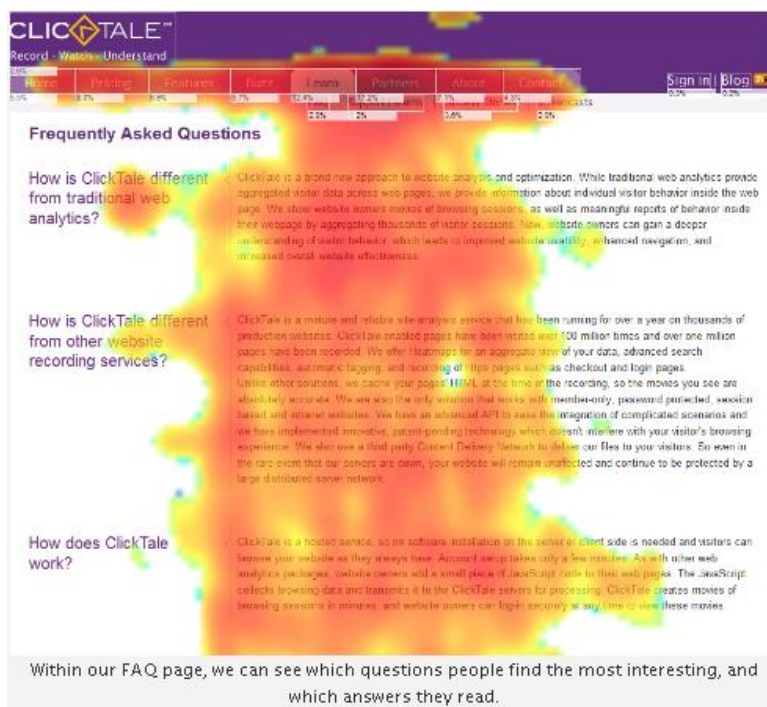 CLICKTALE™
Record - Watch - Understand
Home Pricing Features Buzz Learn Partners About Contact Sign in | Blog
Frequently Asked Questions
How is ClickTale different
from traditional web
analytics?
ClickTale is a brand new approach to website analysis and optimization. While traditional web analytics provide
aggregated visitor data across web pages, we provide information about individual visitor behavior inside the web
page. We show website owners movies of browsing sessions, as well as meaningful reports of behavior inside
their webpage by aggregating thousands of visitor sessions. Now, website owners can gain a deeper
understanding of visitor behavior, which leads to improved website usability, enhanced navigation, and
increased overall website effectiveness.
How is ClickTale different
from other website
recording services?
ClickTale is a mature and reliable site-analysis service that has been running for over a year on thousands of
production websites. ClickTale enabled pages have been visited over 100 million times and over one million
pages have been recorded. We offer Heatmaps for an aggregate view of your data, advanced search
capabilities, automatic tagging, and recording of https pages such as checkout and login pages.
Unlike other solutions, we cache your pages' HTML at the time of the recording, so the movies you see are
absolutely accurate. We are also the only solution that works with member-only, password protected, session
based and intranet websites. We have an advanced API to ease the integration of complicated scenarios and
we have implemented innovative, patent-pending technology which doesn't interfere with your visitor's browsing
experience. We also use a third party Content Delivery Network to deliver our files to your visitors. So even in
the rare event that our servers are down, your website will remain unaffected and continue to be protected by a
large distributed server network.
How does ClickTale
work?
ClickTale is a hosted service, so no software installation on the server or client side is needed and visitors can
browse your website as they always have. Account setup takes only a few minutes. As with other web
analytics packages, website owners add a small piece of JavaScript code to their web pages. The JavaScript
collects browsing data and transmits it to the ClickTale servers for processing. ClickTale creates movies of
browsing sessions in minutes, and website owners can log-in securely at any time to view these movies.
Within our FAQ page, we can see which questions people find the most interesting, and
which answers they read.